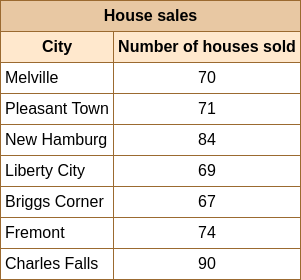 House sales
City Number of houses sold
Melville 70
Pleasant Town 71
New Hamburg 84
Liberty City 69
Briggs Corner 67
Fremont 74
Charles Falls 90